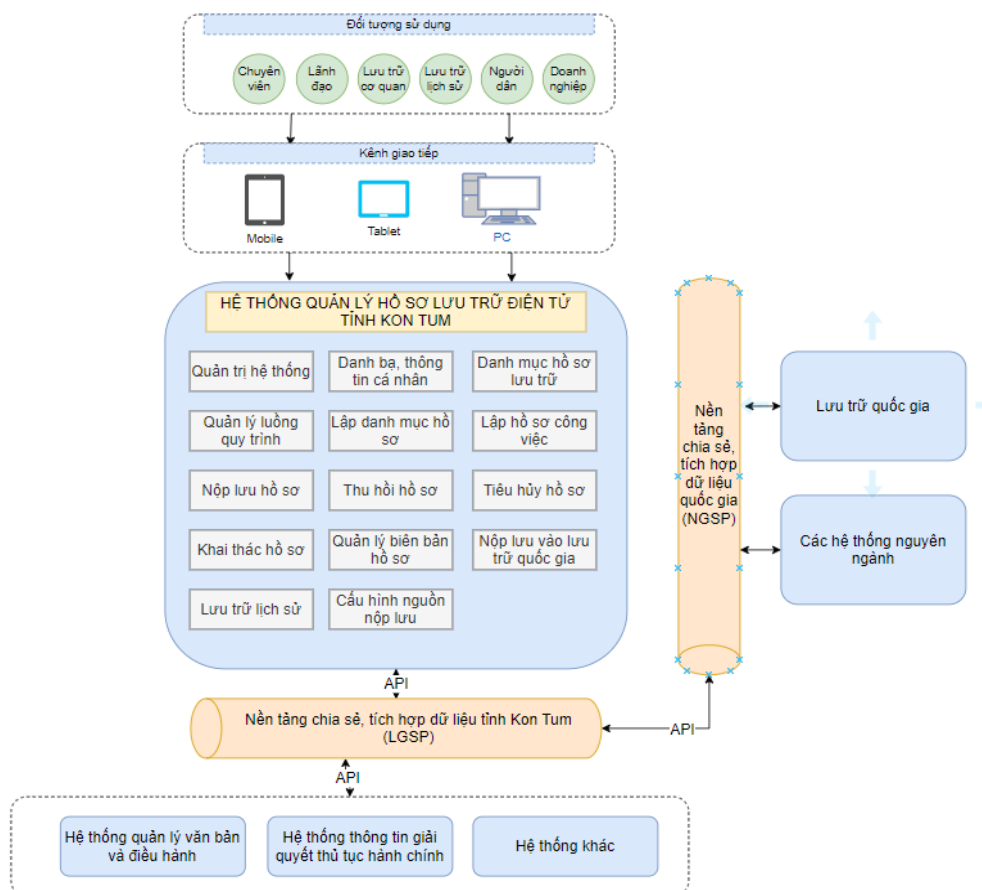 Đối tượng sử dụng
Chuyên
viên
Lãnh
đạo
Lưu trữ
cơ quan
Lưu trữ
lịch sử
Người
dân
Doanh
nghiệp
Kênh giao tiếp
Mobile
Tablet
PC
HỆ THỐNG QUẢN LÝ HỒ SƠ LƯU TRỮ ĐIỆN TỬ
TỈNH KON TUM
Quản trị hệ thống
Danh bạ, thông
tin cá nhân
Danh mục hồ sơ
lưu trữ
Quản lý luồng
quy trình
Lập danh mục hồ
sơ
Lập hồ sơ công
việc
Nộp lưu hồ sơ
Thu hồi hồ sơ
Tiêu hủy hồ sơ
Khai thác hồ sơ
Quản lý biên bản
hồ sơ
Nộp lưu vào lưu
trữ quốc gia
Lưu trữ lịch sử
Cấu hình nguồn
nộp lưu
Nền
tảng
chia sẻ,
tích hợp
dữ liệu
quốc gia
(NGSP)
Lưu trữ quốc gia
Các hệ thống nguyên
ngành
API
Nền tảng chia sẻ, tích hợp dữ liệu tỉnh Kon Tum
(LGSP)
API
API
Hệ thống quản lý văn bản
và điều hành
Hệ thống thông tin giải
quyết thủ tục hành chính
Hệ thống khác